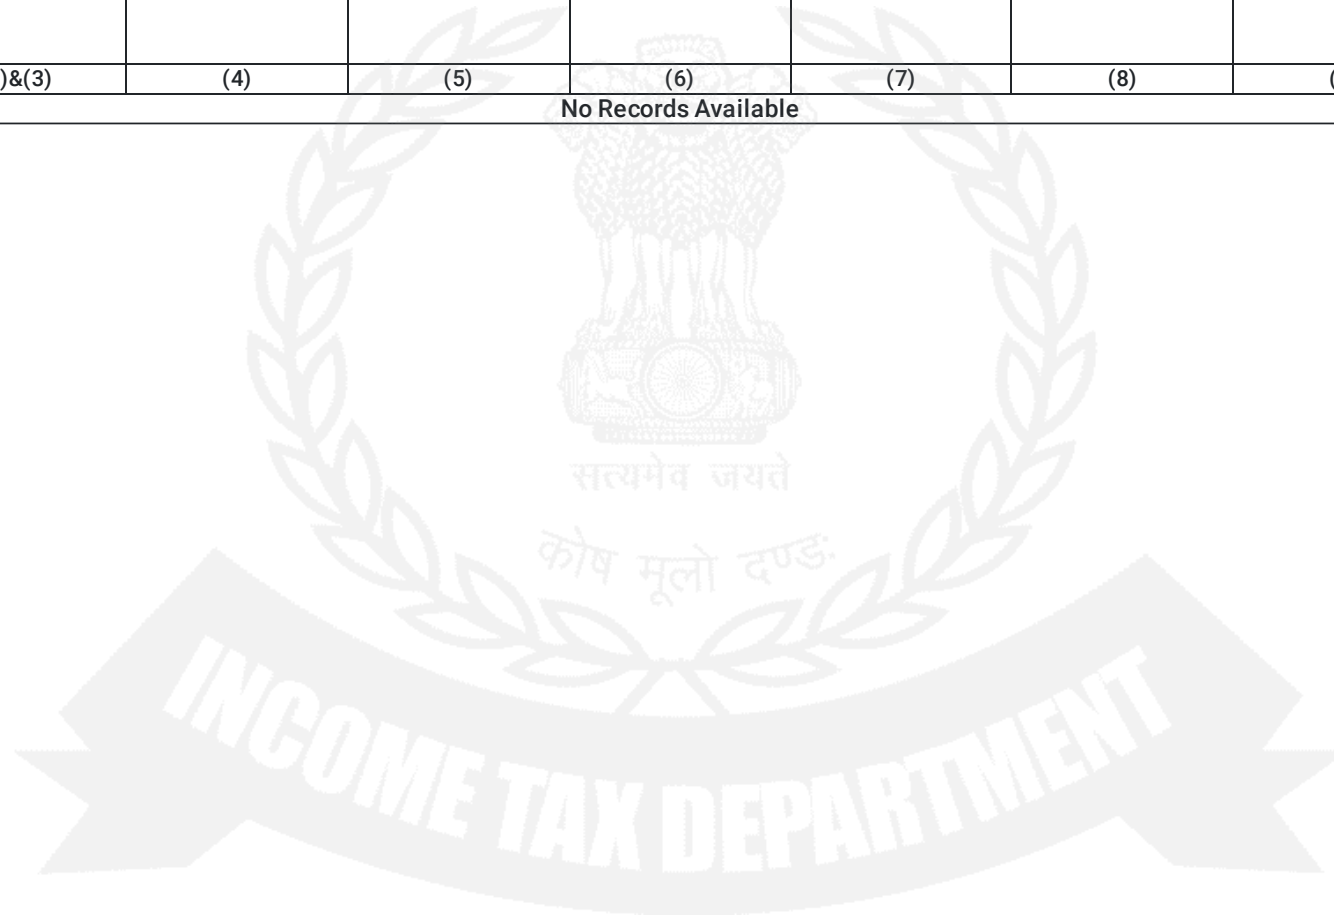 )&(3) (4) (5) (6) (7) (8) (
No Records Available
सत्यमेव जयते
कोष मूलो दण्डः
INCOME TAX DEPARTMENT